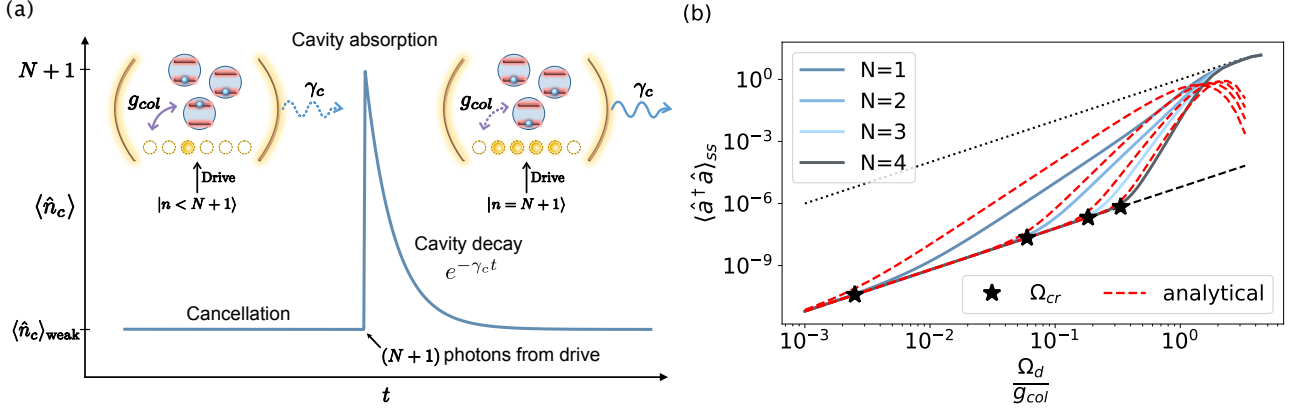 (a)
Cavity absorption
N + 1
g_col
γ_c
Drive
|n < N + 1⟩
g_col
γ_c
Drive
|n = N + 1⟩
⟨n̂_c⟩
Cavity decay
e^{−γ_c t}
Cancellation
⟨n̂_c⟩_weak
(N + 1) photons from drive
t
(b)
⟨â†â⟩_ss
10^0
10^{−3}
10^{−6}
10^{−9}
N=1
N=2
N=3
N=4
Ω_cr
analytical
10^{−3}
10^{−2}
10^{−1}
10^0
Ω_d
g_col